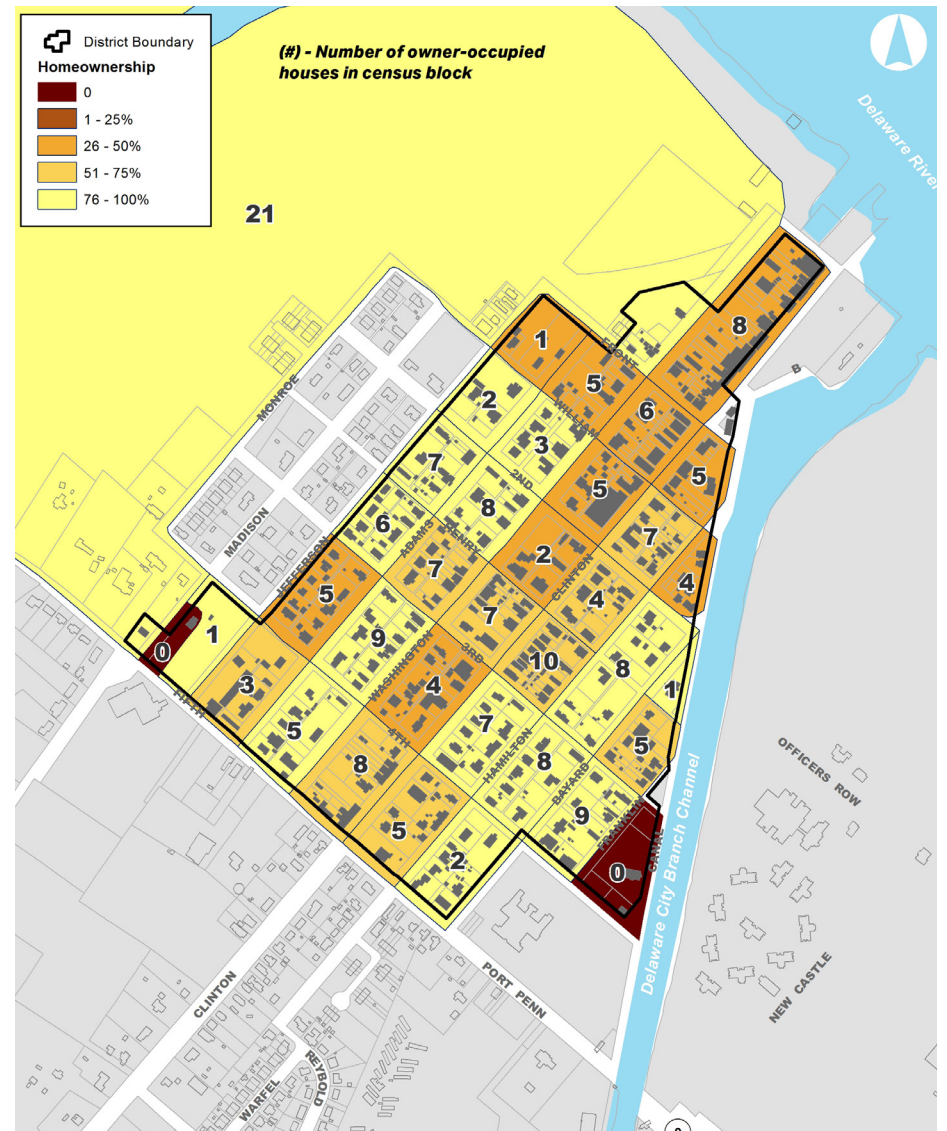 District Boundary
Homeownership
0
1 - 25%
26 - 50%
51 - 75%
76 - 100%
(#) - Number of owner-occupied
houses in census block
Delaware River
21
8
1
FRONT
5
B
2
WILLIAM
6
MONROE
3
7
2ND
5
5
8
6
ADAMS
HENRY
7
MADISON
JEFFERSON
7
2
CLINTON
4
5
7
4
0
1
9
WASHINGTON
3RD
10
8
3
4
1
FIFTH
5
4TH
7
HAMILTON
5
8
8
BAYARD
OFFICERS ROW
5
9
FRANKLIN
CANAL
2
0
Delaware City Branch Channel
CLINTON
PORT PENN
NEW CASTLE
WARFEL
REYBOLD